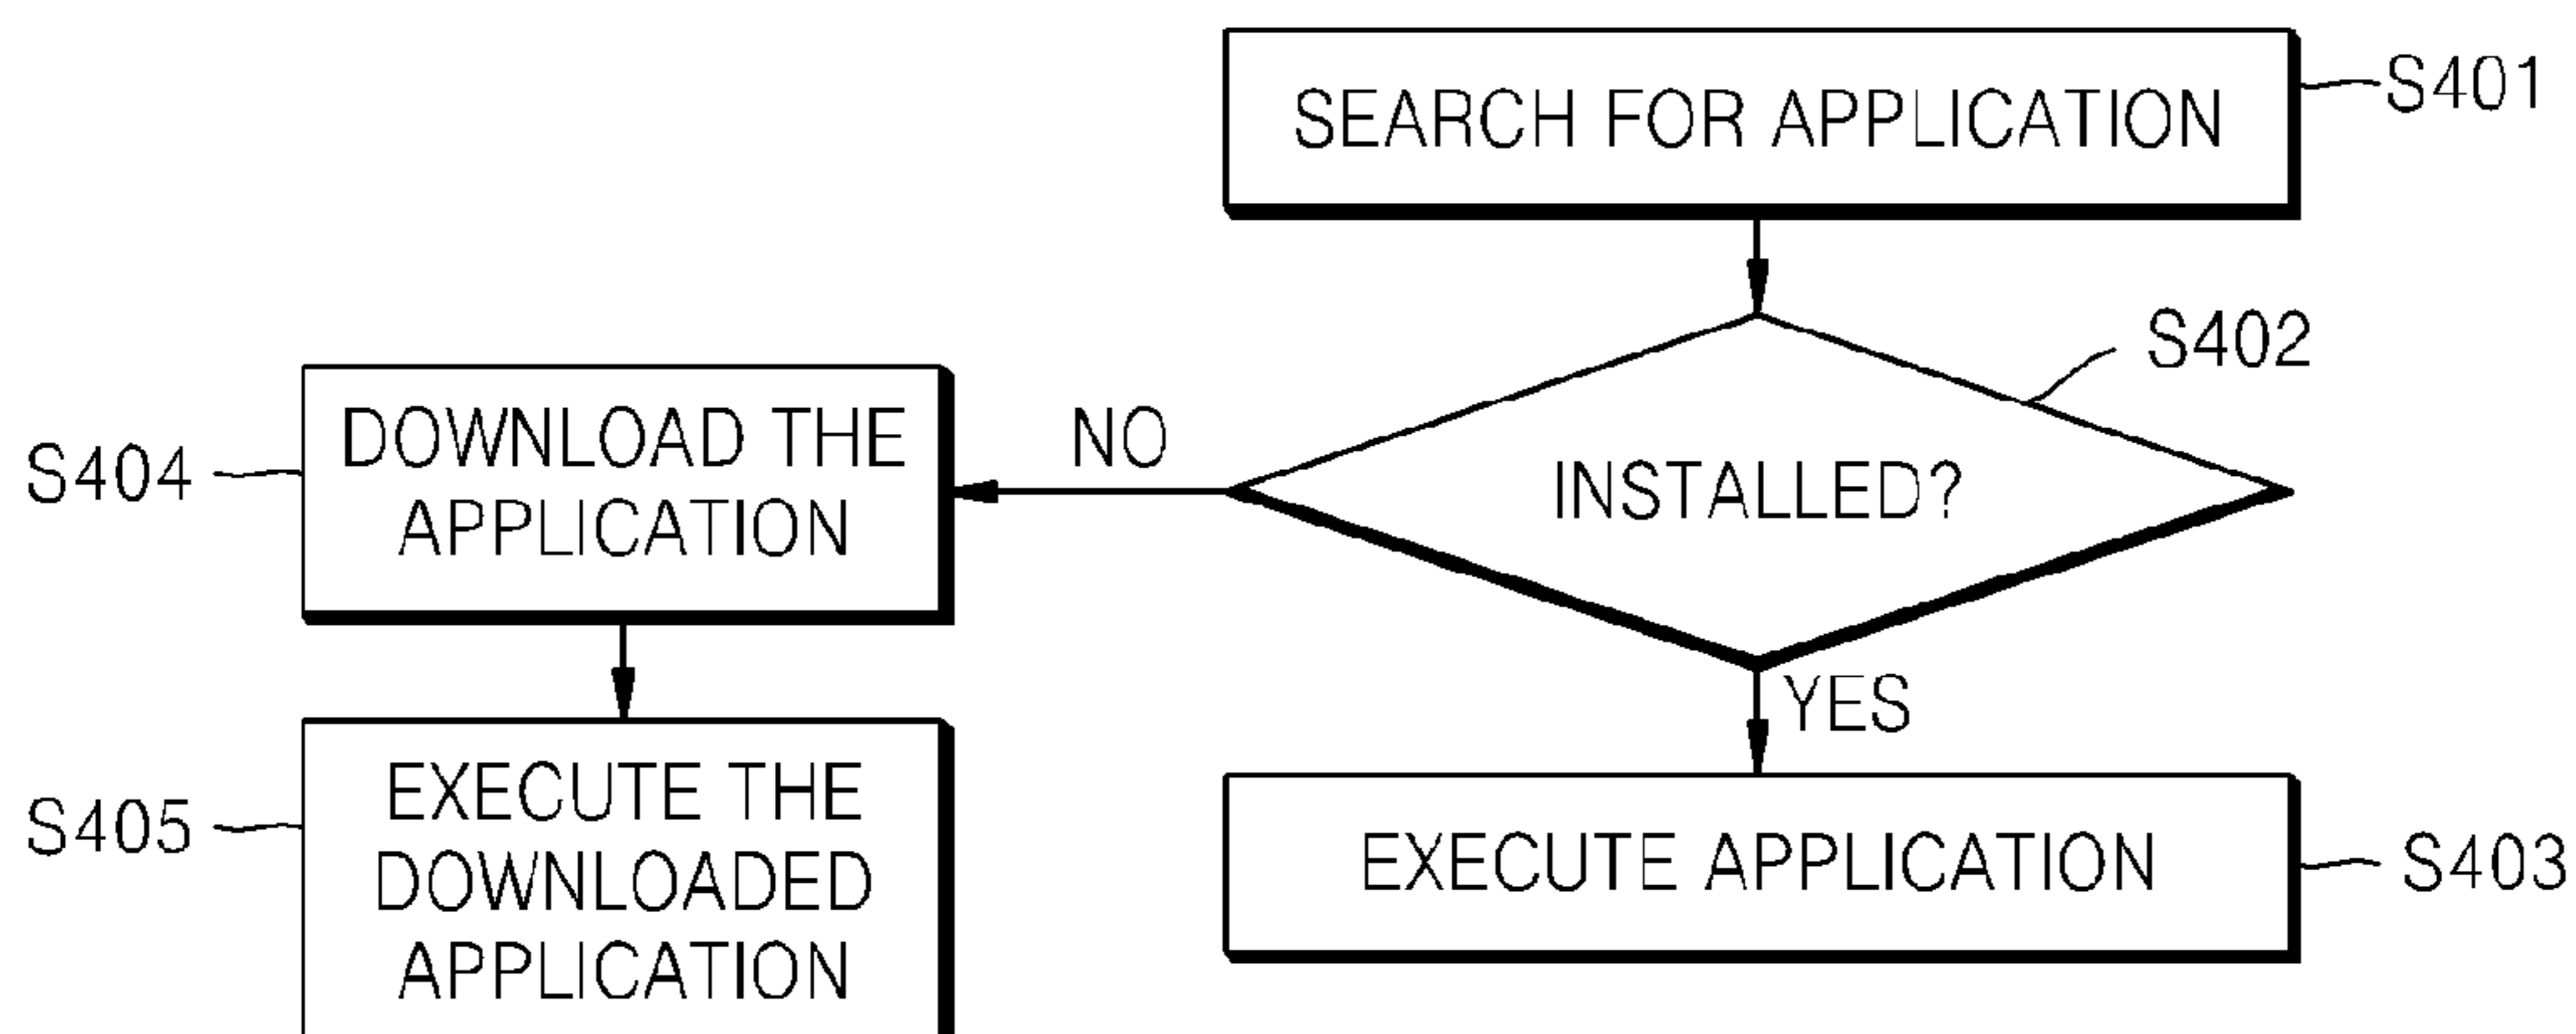 SEARCH FOR APPLICATION
S401
S402
INSTALLED?
NO
YES
S404
DOWNLOAD THE
APPLICATION
S405
EXECUTE THE
DOWNLOADED
APPLICATION
EXECUTE APPLICATION
S403